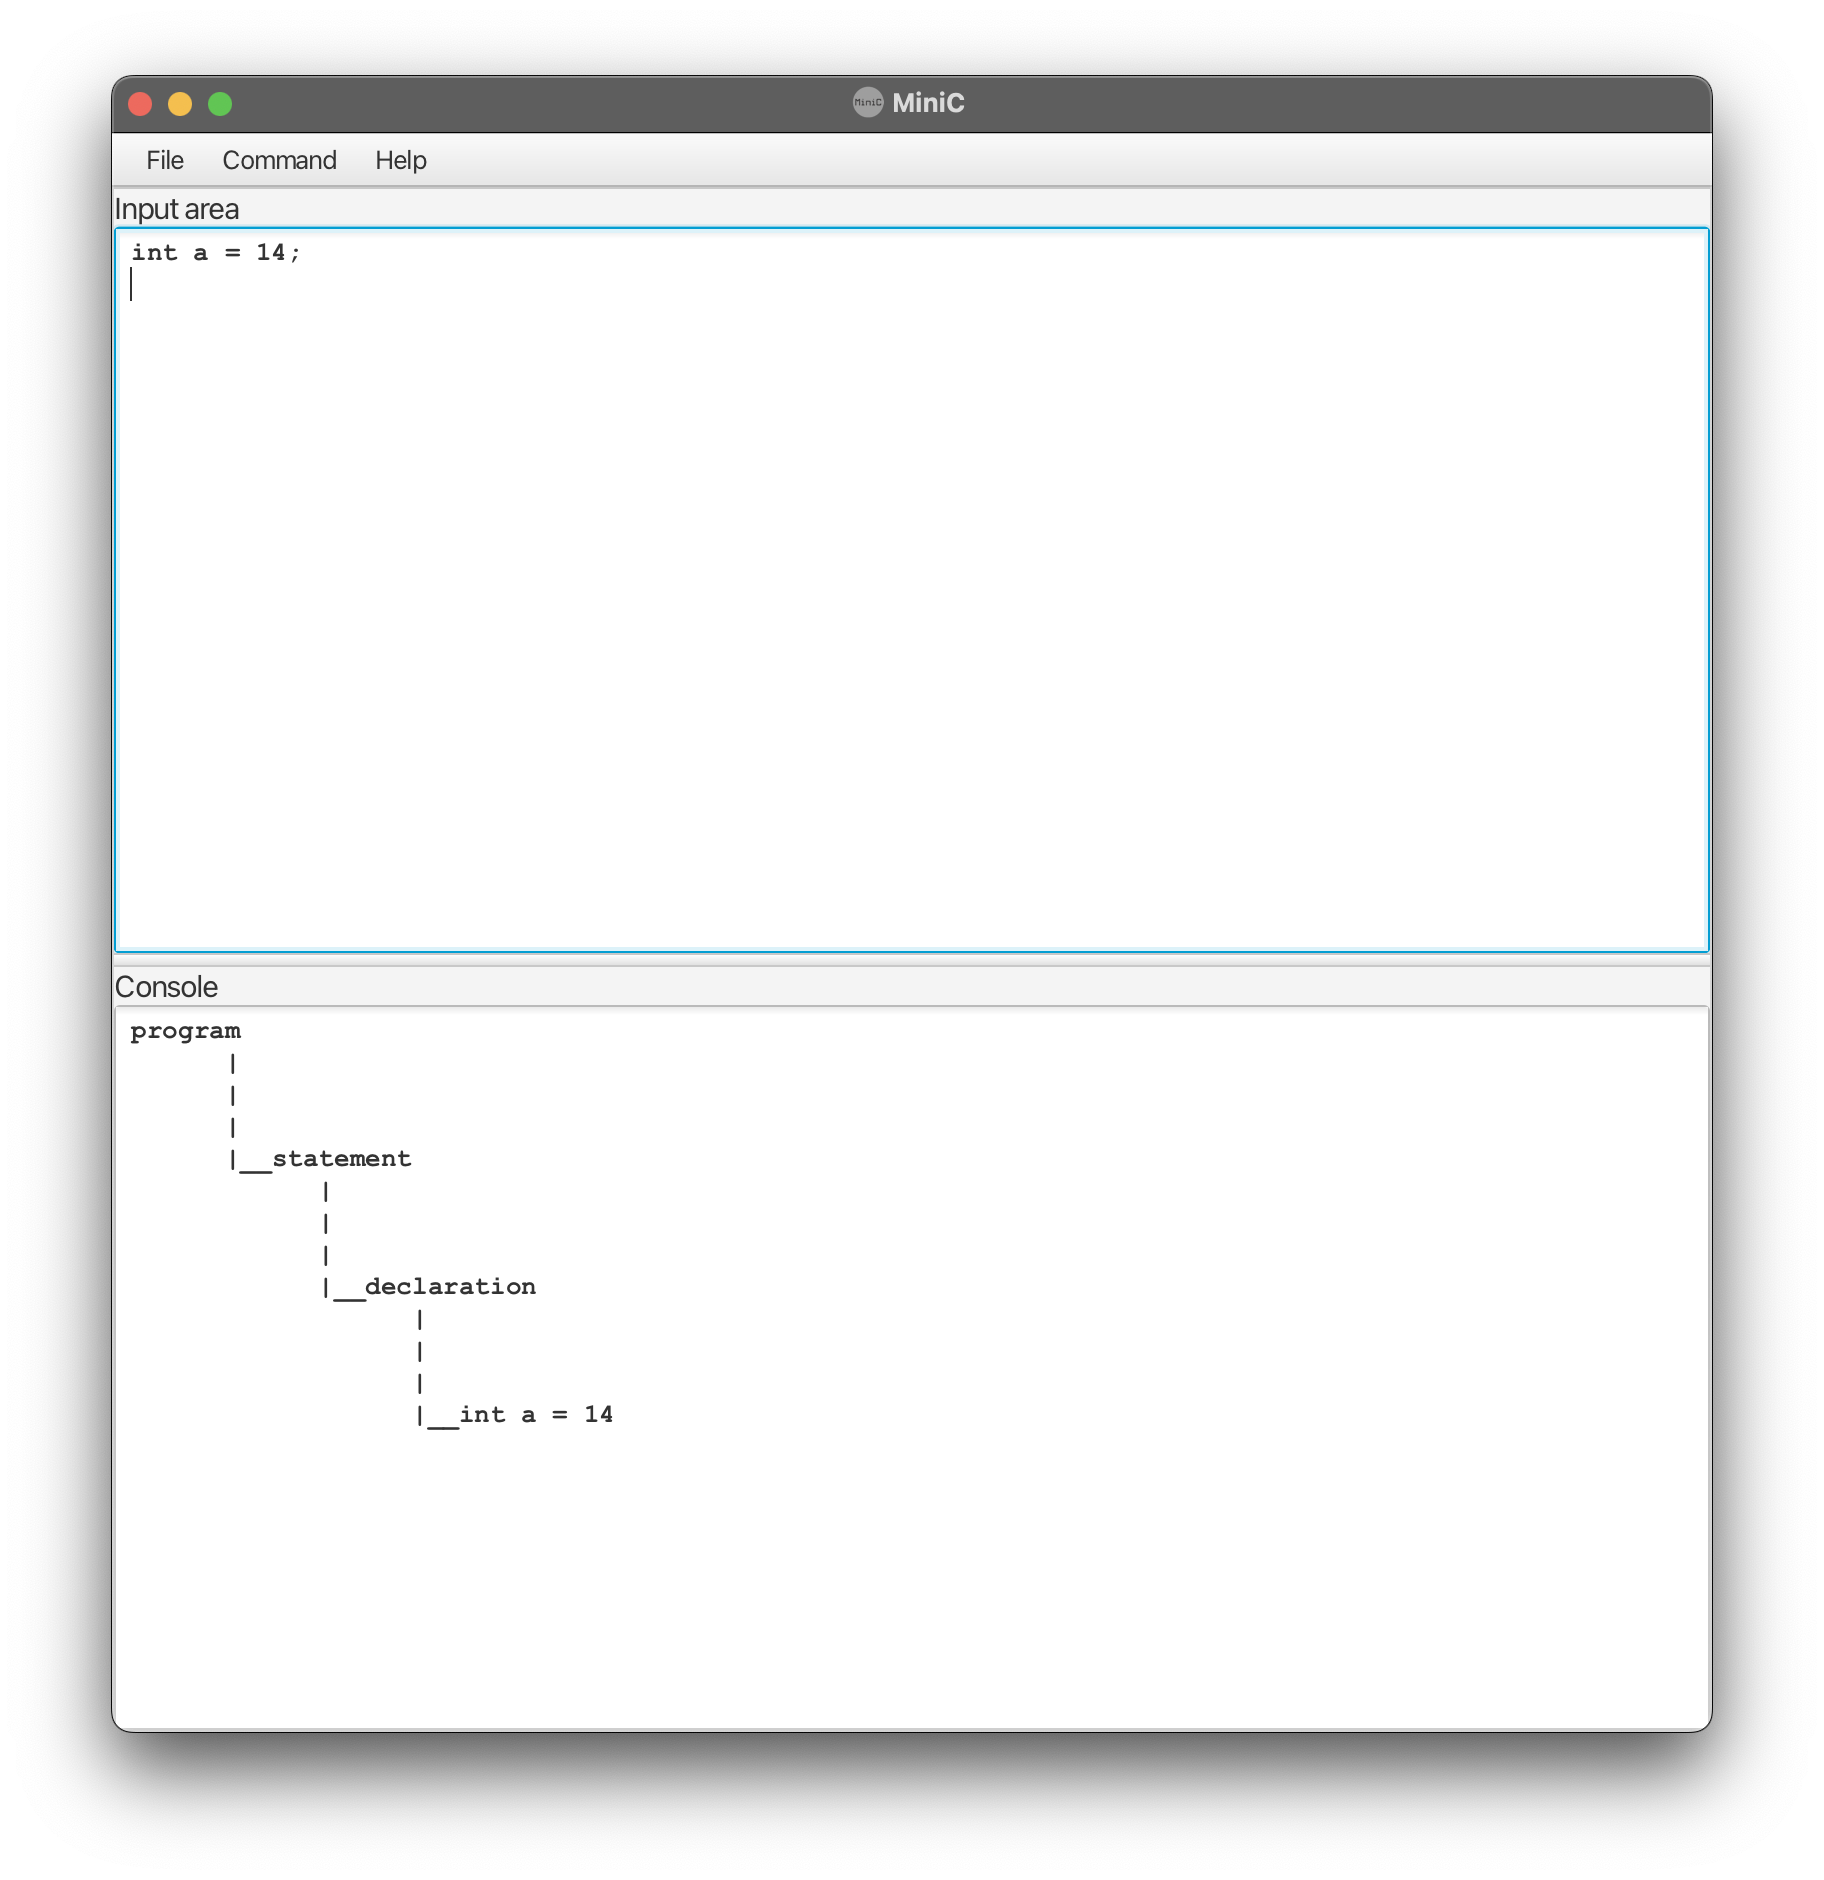 MiniC MiniC
File Command Help
Input area
int a = 14;
Console
program
|
|
|
|__statement
|
|
|
|__declaration
|
|
|
|__int a = 14